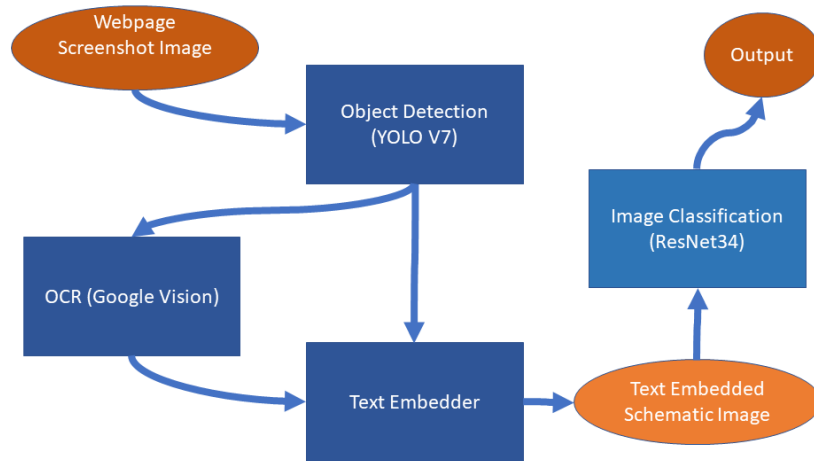 Webpage
Screenshot Image
Output
Object Detection
(YOLO V7)
Image Classification
(ResNet34)
OCR (Google Vision)
Text Embedder
Text Embedded
Schematic Image